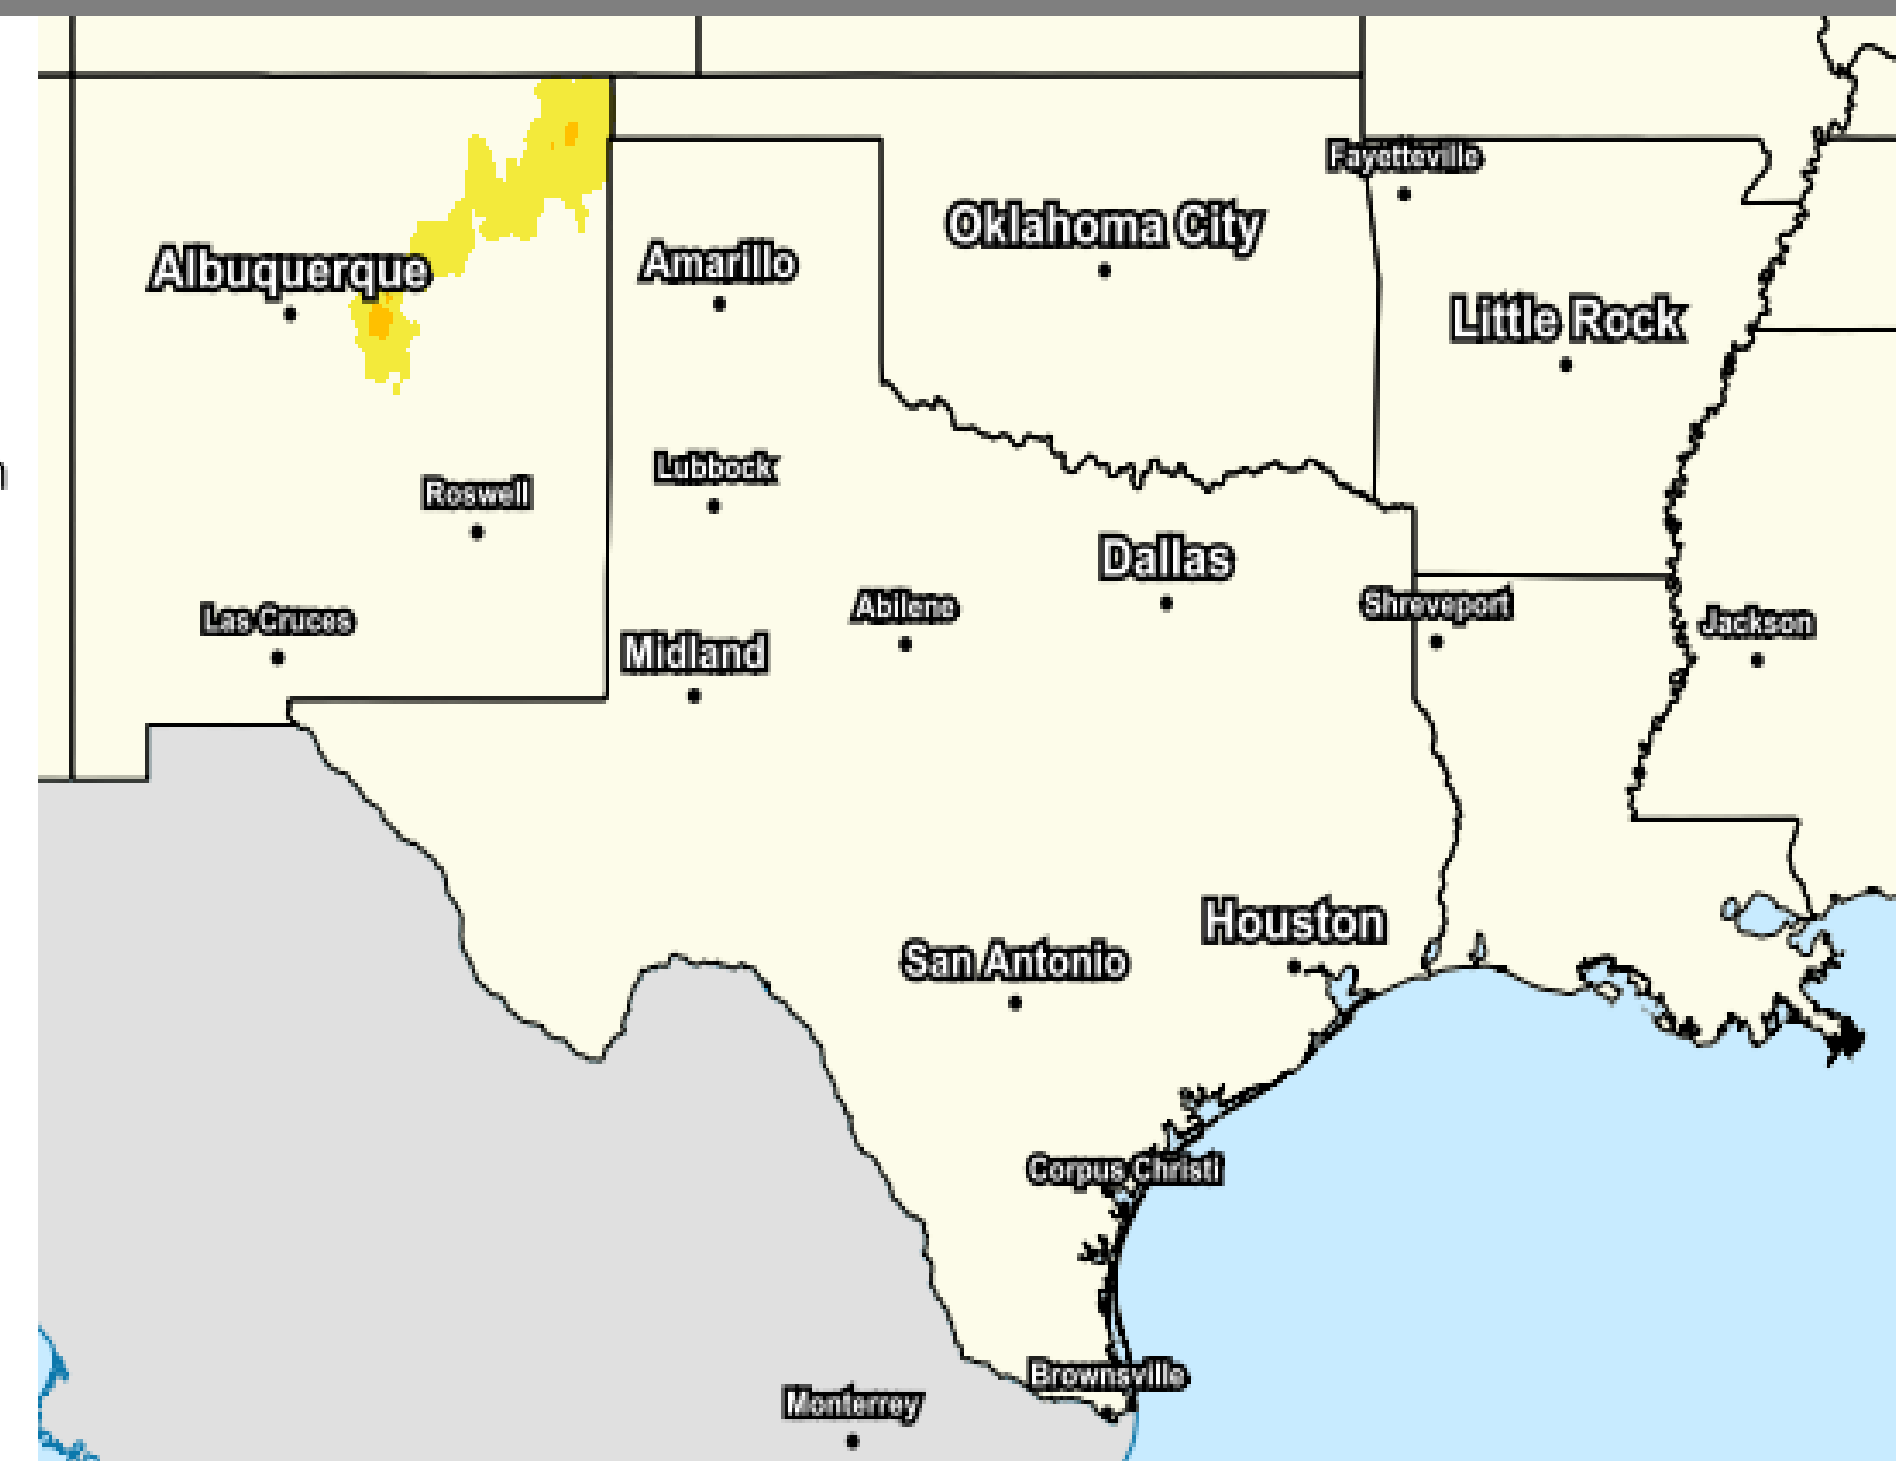 Fayetteville
Oklahoma City
Albuquerque
Amarillo
Little Rock
Lubbock
Roswell
Dallas
Abilene
Shreveport
Las Cruces
Jackson
Midland
Houston
San Antonio
Corpus Christi
Brownsville
Monterrey